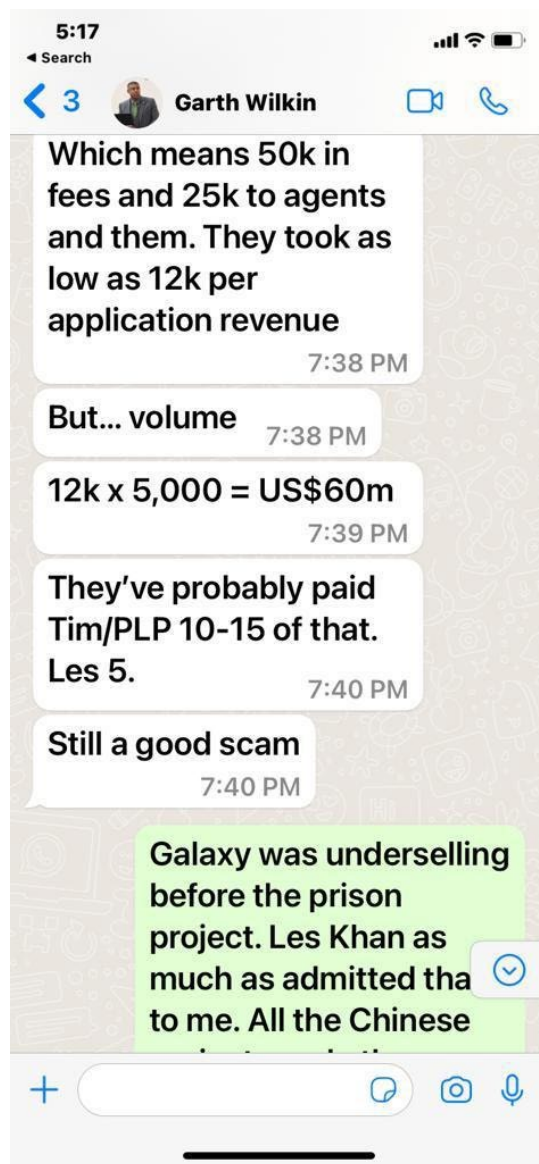 5:17
◀ Search
3
Garth Wilkin
Which means 50k in
fees and 25k to agents
and them. They took as
low as 12k per
application revenue
7:38 PM
But... volume
7:38 PM
12k x 5,000 = US$60m
7:39 PM
They’ve probably paid
Tim/PLP 10-15 of that.
Les 5.
7:40 PM
Still a good scam
7:40 PM
Galaxy was underselling
before the prison
project. Les Khan as
much as admitted tha
to me. All the Chinese